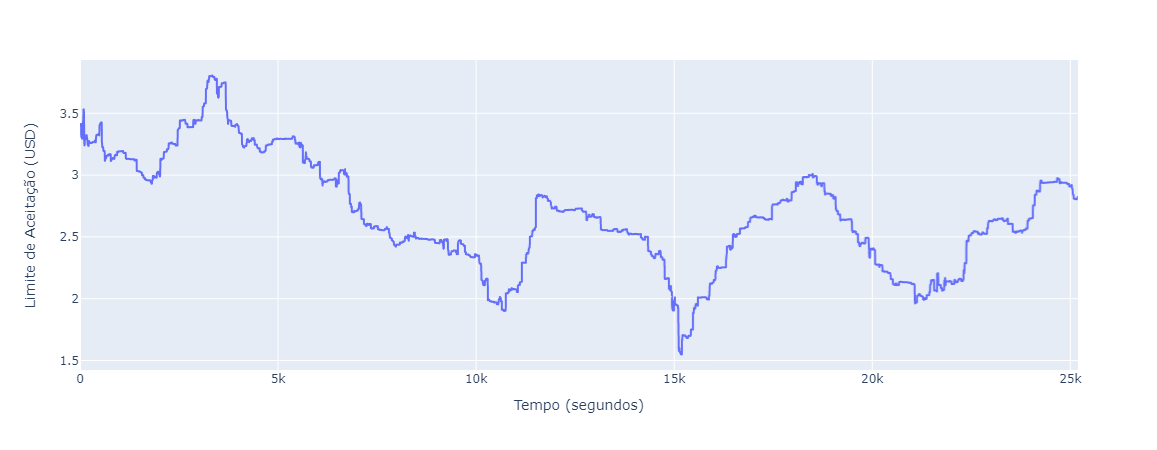 3.5
3
2.5
2
1.5
Limite de Aceitação (USD)
0 5k 10k 15k 20k 25k
Tempo (segundos)